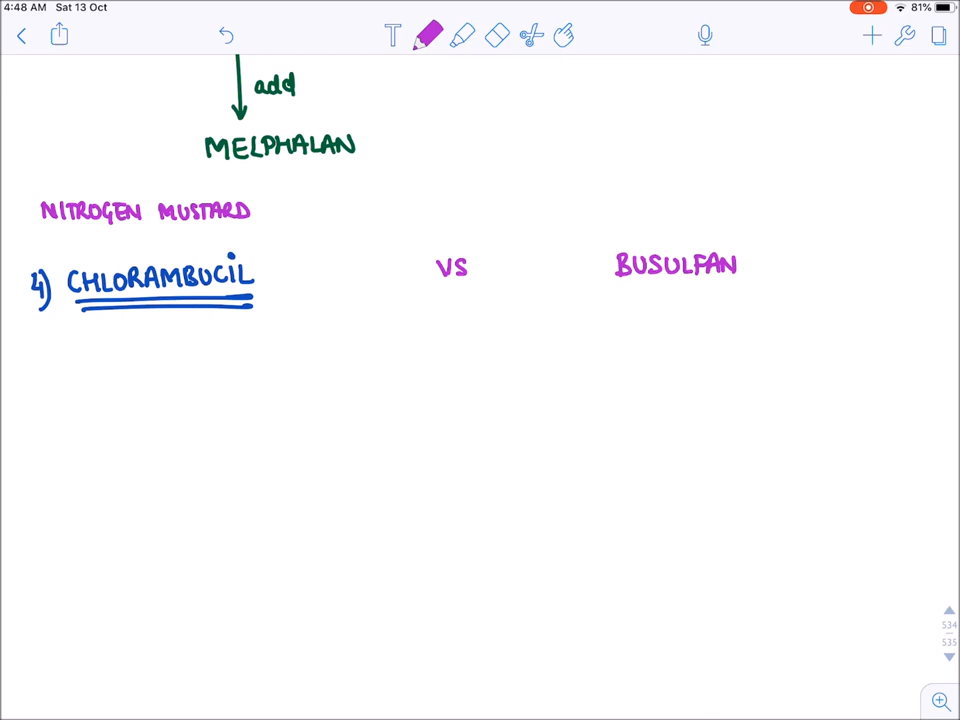 4:48 AM Sat 13 Oct 81%
T
add
MELPHALAN
NITROGEN MUSTARD
4) CHLORAMBUCIL VS BUSULFAN
534
535